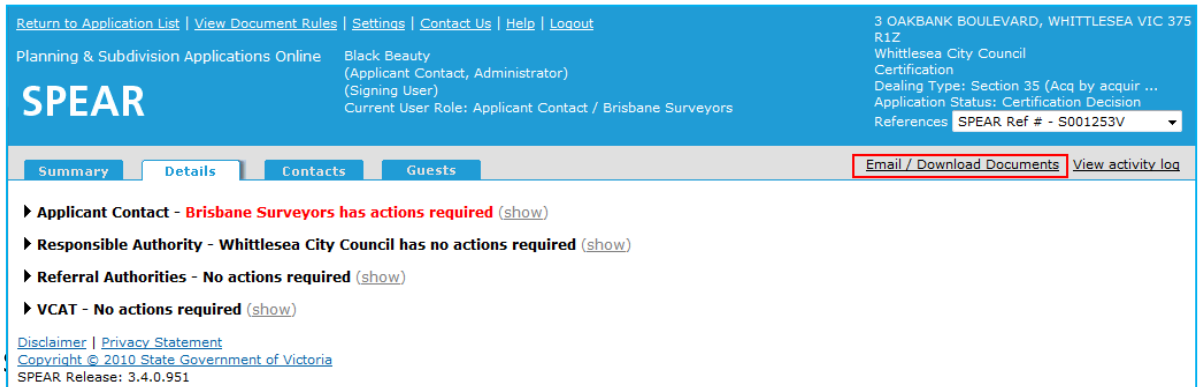 Return to Application List | View Document Rules | Settings | Contact Us | Help | Logout
Planning & Subdivision Applications Online
SPEAR
Black Beauty
(Applicant Contact, Administrator)
(Signing User)
Current User Role: Applicant Contact / Brisbane Surveyors
3 OAKBANK BOULEVARD, WHITTLESEA VIC 375
R1Z
Whittlesea City Council
Certification
Dealing Type: Section 35 (Acq by acquir ...
Application Status: Certification Decision
References SPEAR Ref # - S001253V
Summary Details Contacts Guests Email / Download Documents View activity log
Applicant Contact - Brisbane Surveyors has actions required (show)
Responsible Authority - Whittlesea City Council has no actions required (show)
Referral Authorities - No actions required (show)
VCAT - No actions required (show)
Disclaimer | Privacy Statement
Copyright © 2010 State Government of Victoria
SPEAR Release: 3.4.0.951